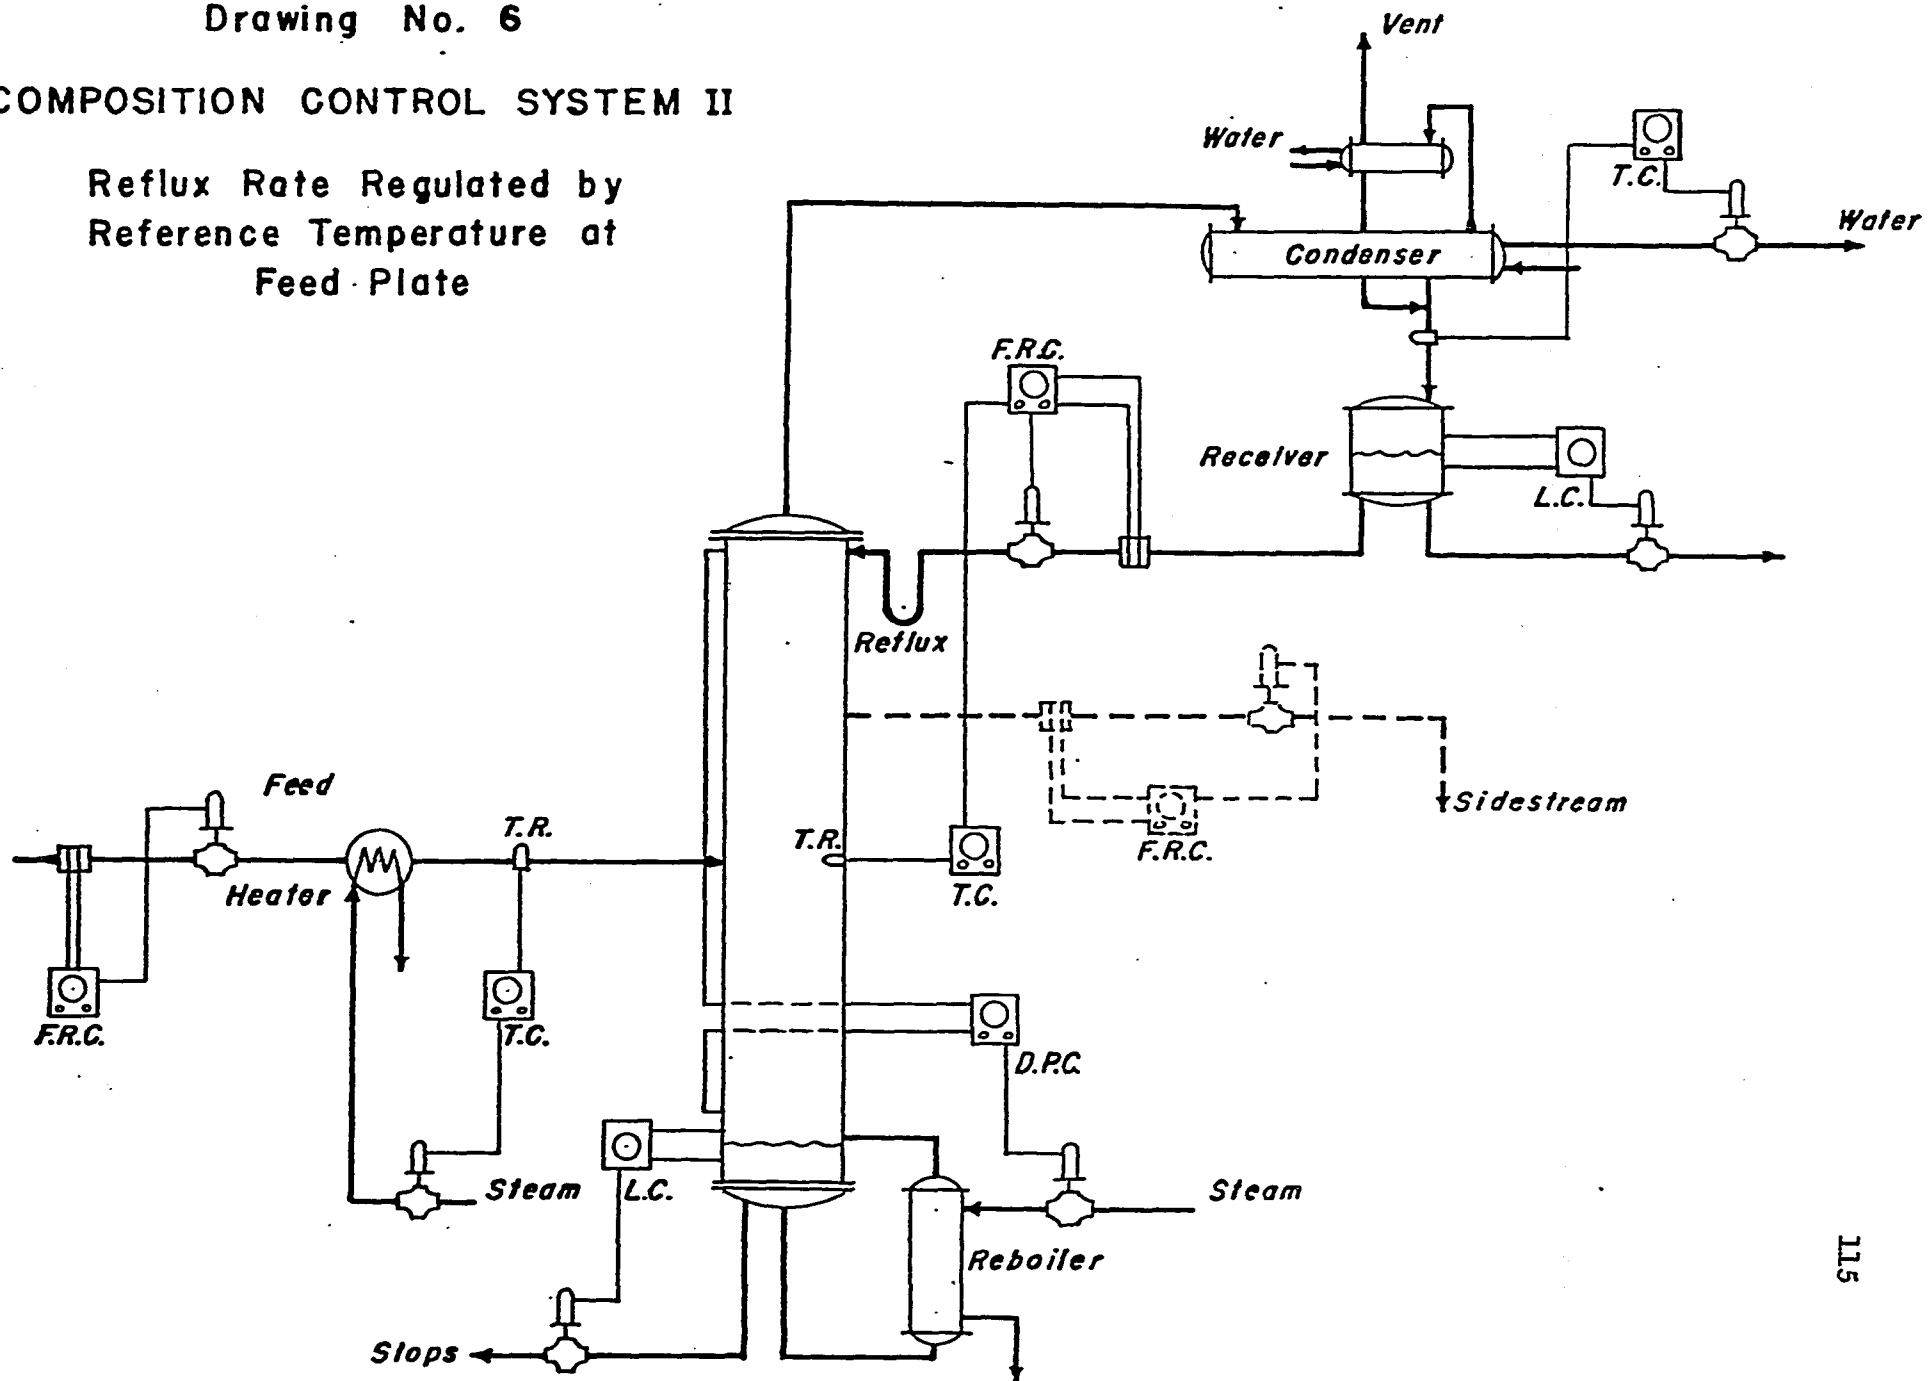 Drawing No. 6
COMPOSITION CONTROL SYSTEM II
Reflux Rate Regulated by
Reference Temperature at
Feed Plate
Vent
Water
T.C.
Water
Condenser
F.R.C.
Receiver
L.C.
Reflux
Feed
T.R.
T.R.
Sidestream
F.R.C.
Heater
T.C.
F.R.C.
T.C.
D.P.C.
Steam
L.C.
Steam
Reboiler
Slops
115